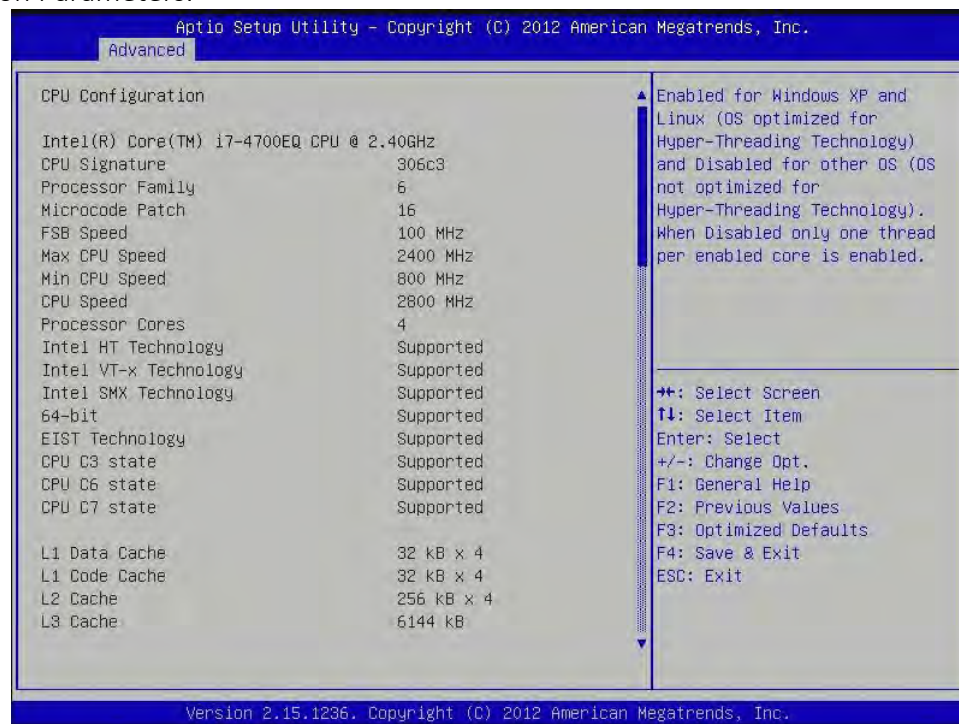 on Parameters.
Aptio Setup Utility – Copyright (C) 2012 American Megatrends, Inc.
Advanced
CPU Configuration
Intel(R) Core(TM) i7-4700EQ CPU @ 2.40GHz
CPU Signature 306c3
Processor Family 6
Microcode Patch 16
FSB Speed 100 MHz
Max CPU Speed 2400 MHz
Min CPU Speed 800 MHz
CPU Speed 2800 MHz
Processor Cores 4
Intel HT Technology Supported
Intel VT-x Technology Supported
Intel SMX Technology Supported
64-bit Supported
EIST Technology Supported
CPU C3 state Supported
CPU C6 state Supported
CPU C7 state Supported
L1 Data Cache 32 kB x 4
L1 Code Cache 32 kB x 4
L2 Cache 256 kB x 4
L3 Cache 6144 kB
Enabled for Windows XP and
Linux (OS optimized for
Hyper-Threading Technology)
and Disabled for other OS (OS
not optimized for
Hyper-Threading Technology).
When Disabled only one thread
per enabled core is enabled.
→←: Select Screen
↑↓: Select Item
Enter: Select
+/-: Change Opt.
F1: General Help
F2: Previous Values
F3: Optimized Defaults
F4: Save & Exit
ESC: Exit
Version 2.15.1236. Copyright (C) 2012 American Megatrends, Inc.